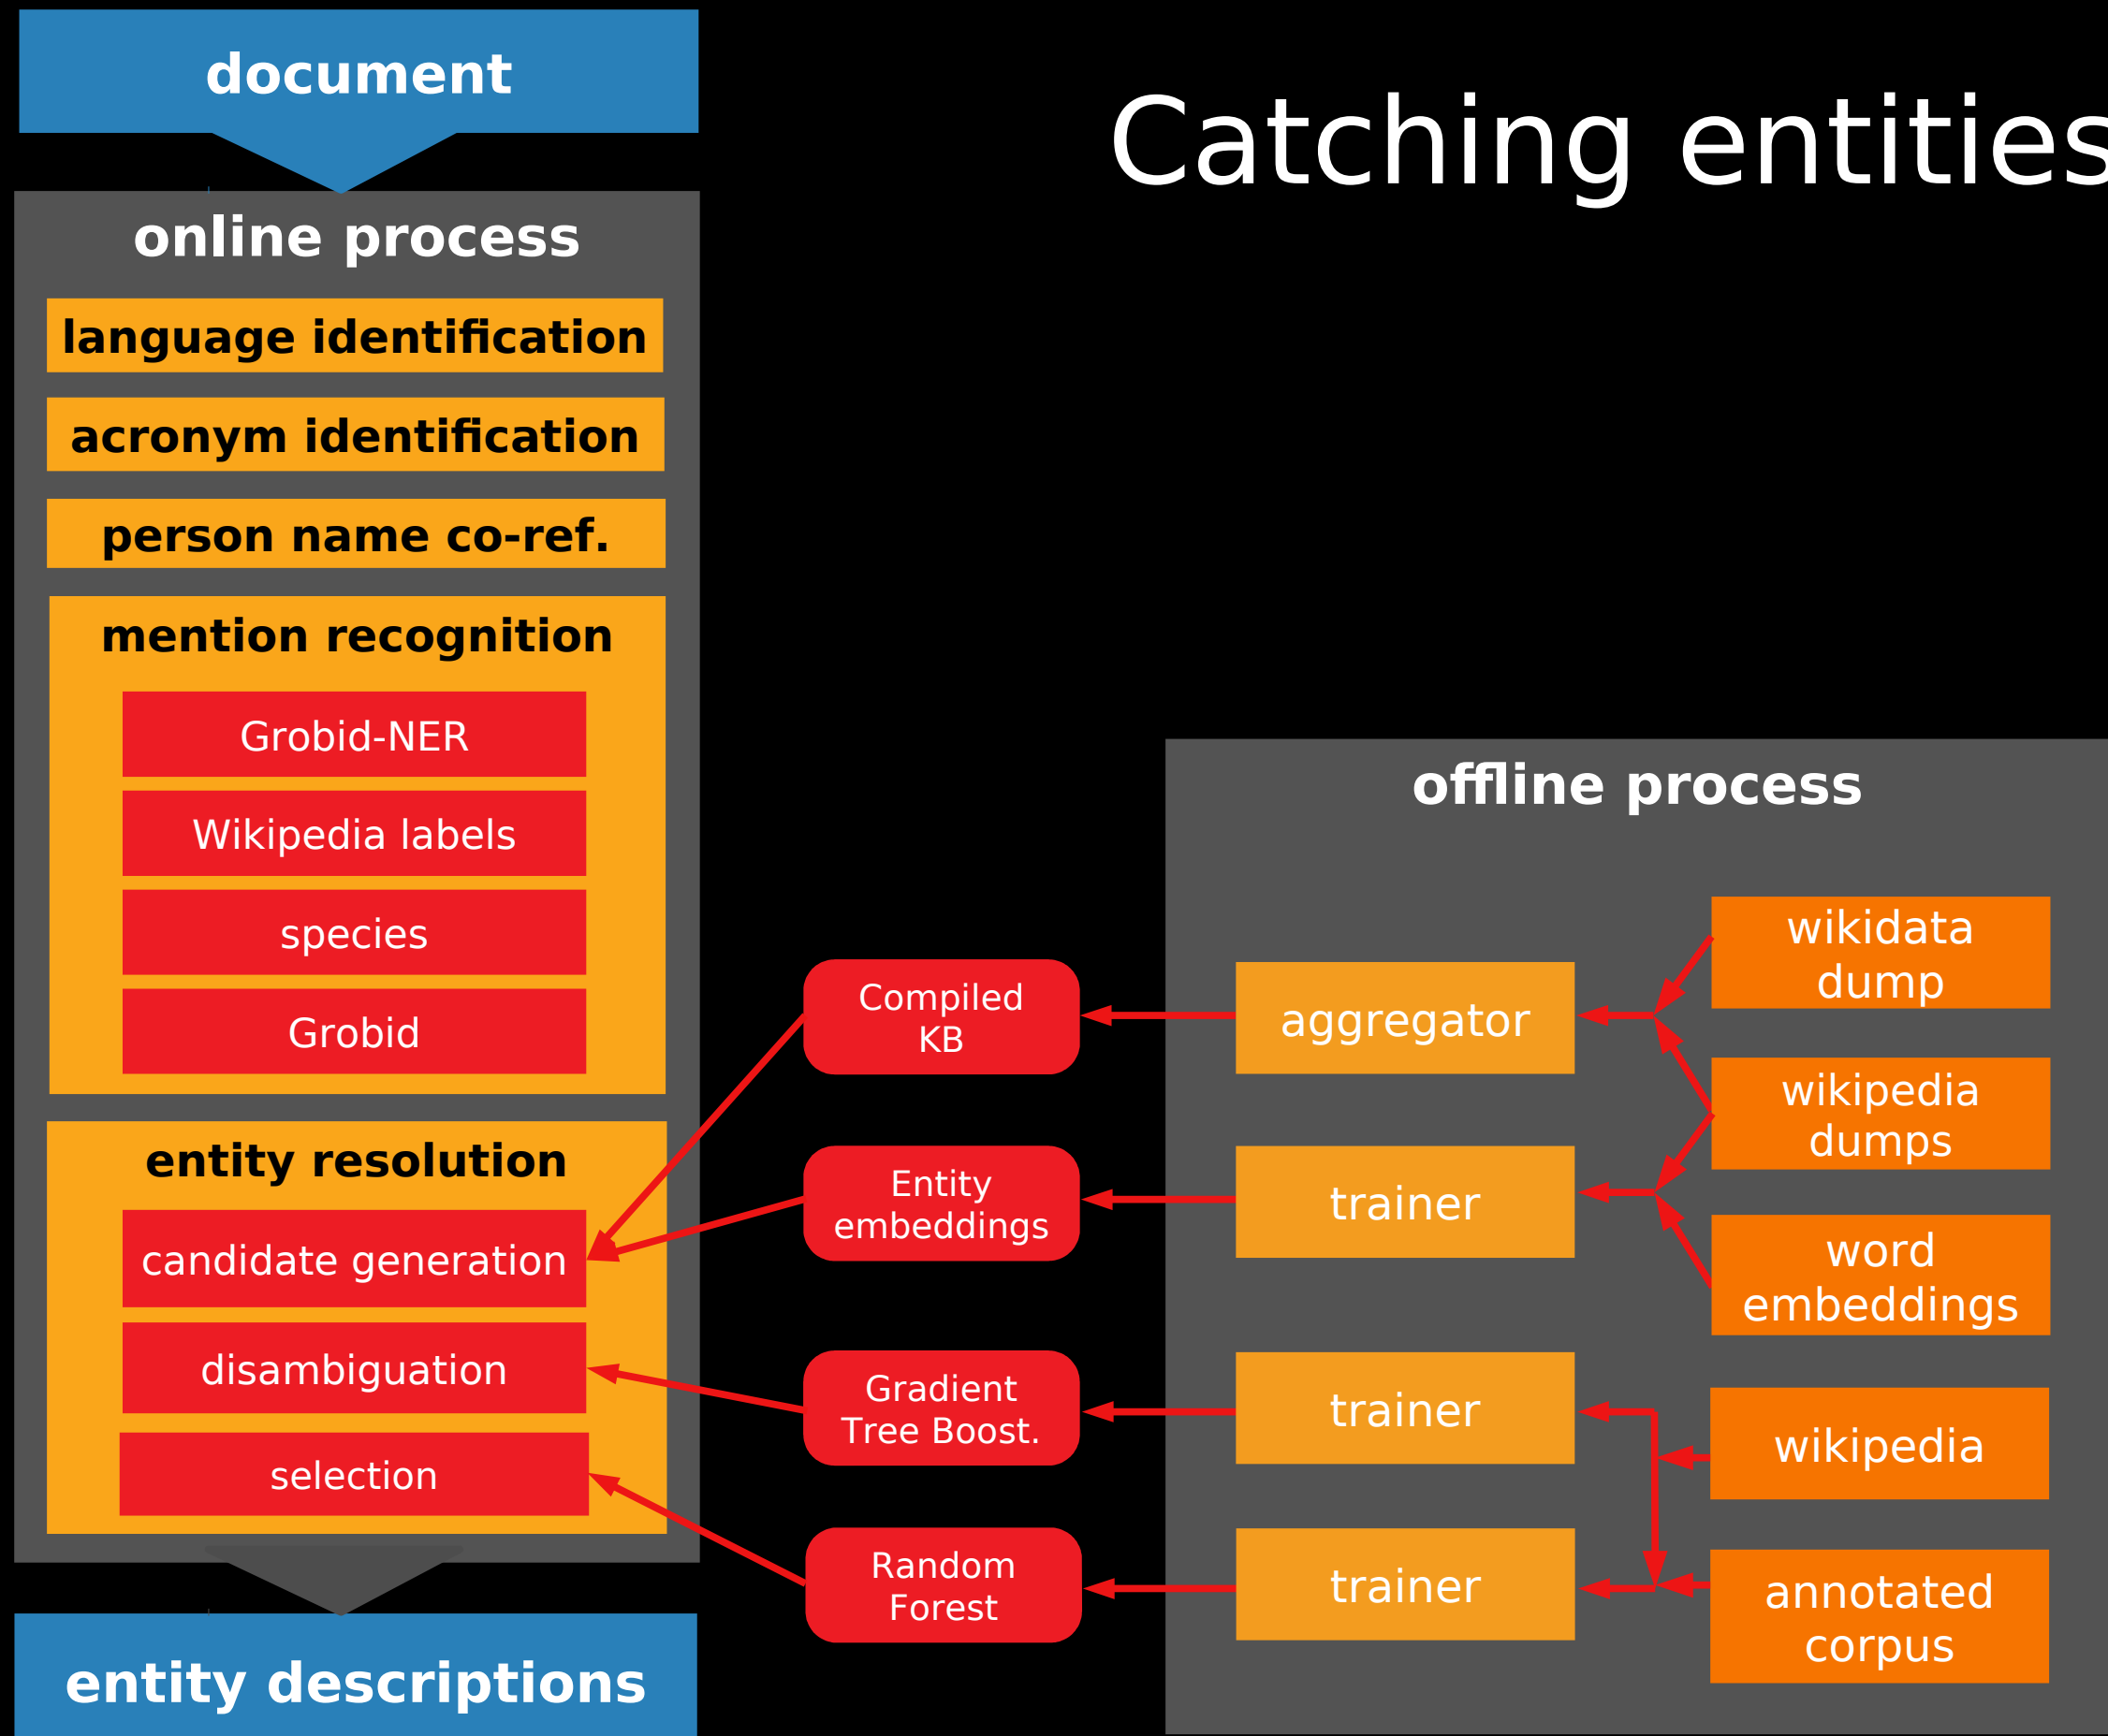 document
Catching entities
online process
language identification
acronym identification
person name co-ref.
mention recognition
Grobid-NER
Wikipedia labels
species
Grobid
entity resolution
candidate generation
disambiguation
selection
entity descriptions
Compiled
KB
Entity
embeddings
Gradient
Tree Boost.
Random
Forest
offline process
aggregator
trainer
trainer
trainer
wikidata
dump
wikipedia
dumps
word
embeddings
wikipedia
annotated
corpus